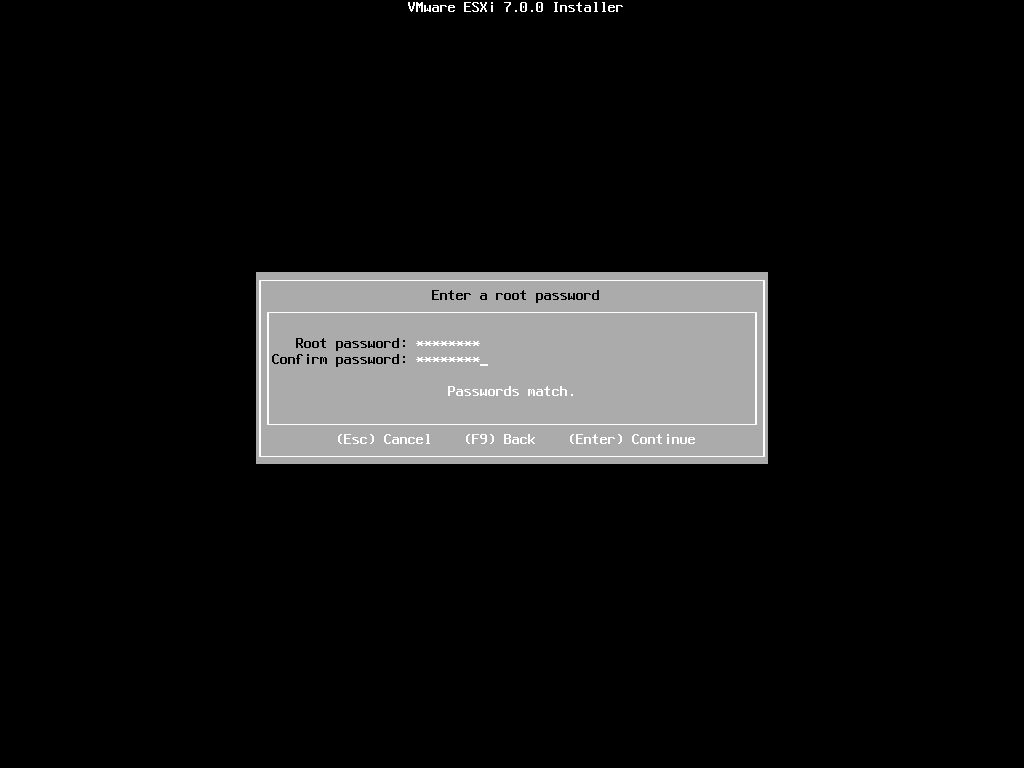 VMware ESXi 7.0.0 Installer
Enter a root password
Root password: ********
Confirm password: ********_
Passwords match.
(Esc) Cancel    (F9) Back    (Enter) Continue